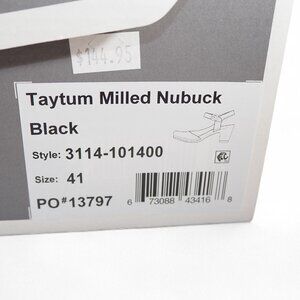 $144.95
Taytum Milled Nubuck
Black
Style: 3114-101400
Size: 41
PO#13797
6 73088 43416 8